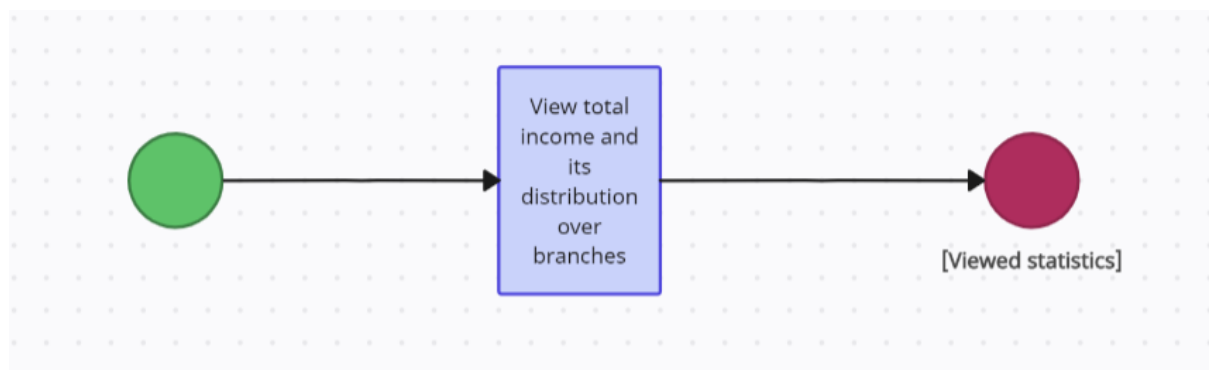 View total
income and
its
distribution
over
branches
[Viewed statistics]